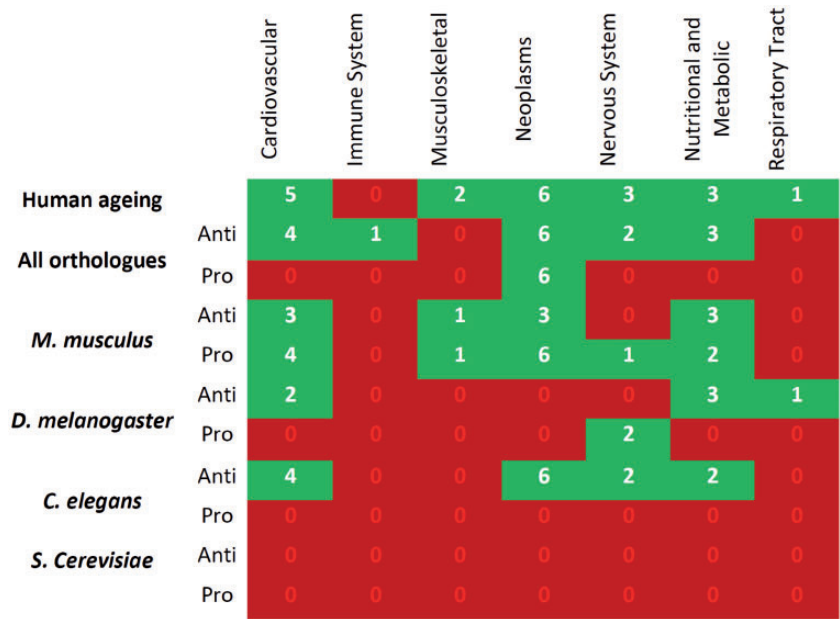 Cardiovascular
Immune System
Musculoskeletal
Neoplasms
Nervous System
Nutritional and
Metabolic
Respiratory Tract
Human ageing 5 0 2 6 3 3 1
All orthologues
Anti 4 1 0 6 2 3 0
Pro 0 0 0 6 0 0 0
M. musculus
Anti 3 0 1 3 0 3 0
Pro 4 0 1 6 1 2 0
D. melanogaster
Anti 2 0 0 0 0 3 1
Pro 0 0 0 0 2 0 0
C. elegans
Anti 4 0 0 6 2 2 0
Pro 0 0 0 0 0 0 0
S. Cerevisiae
Anti 0 0 0 0 0 0 0
Pro 0 0 0 0 0 0 0